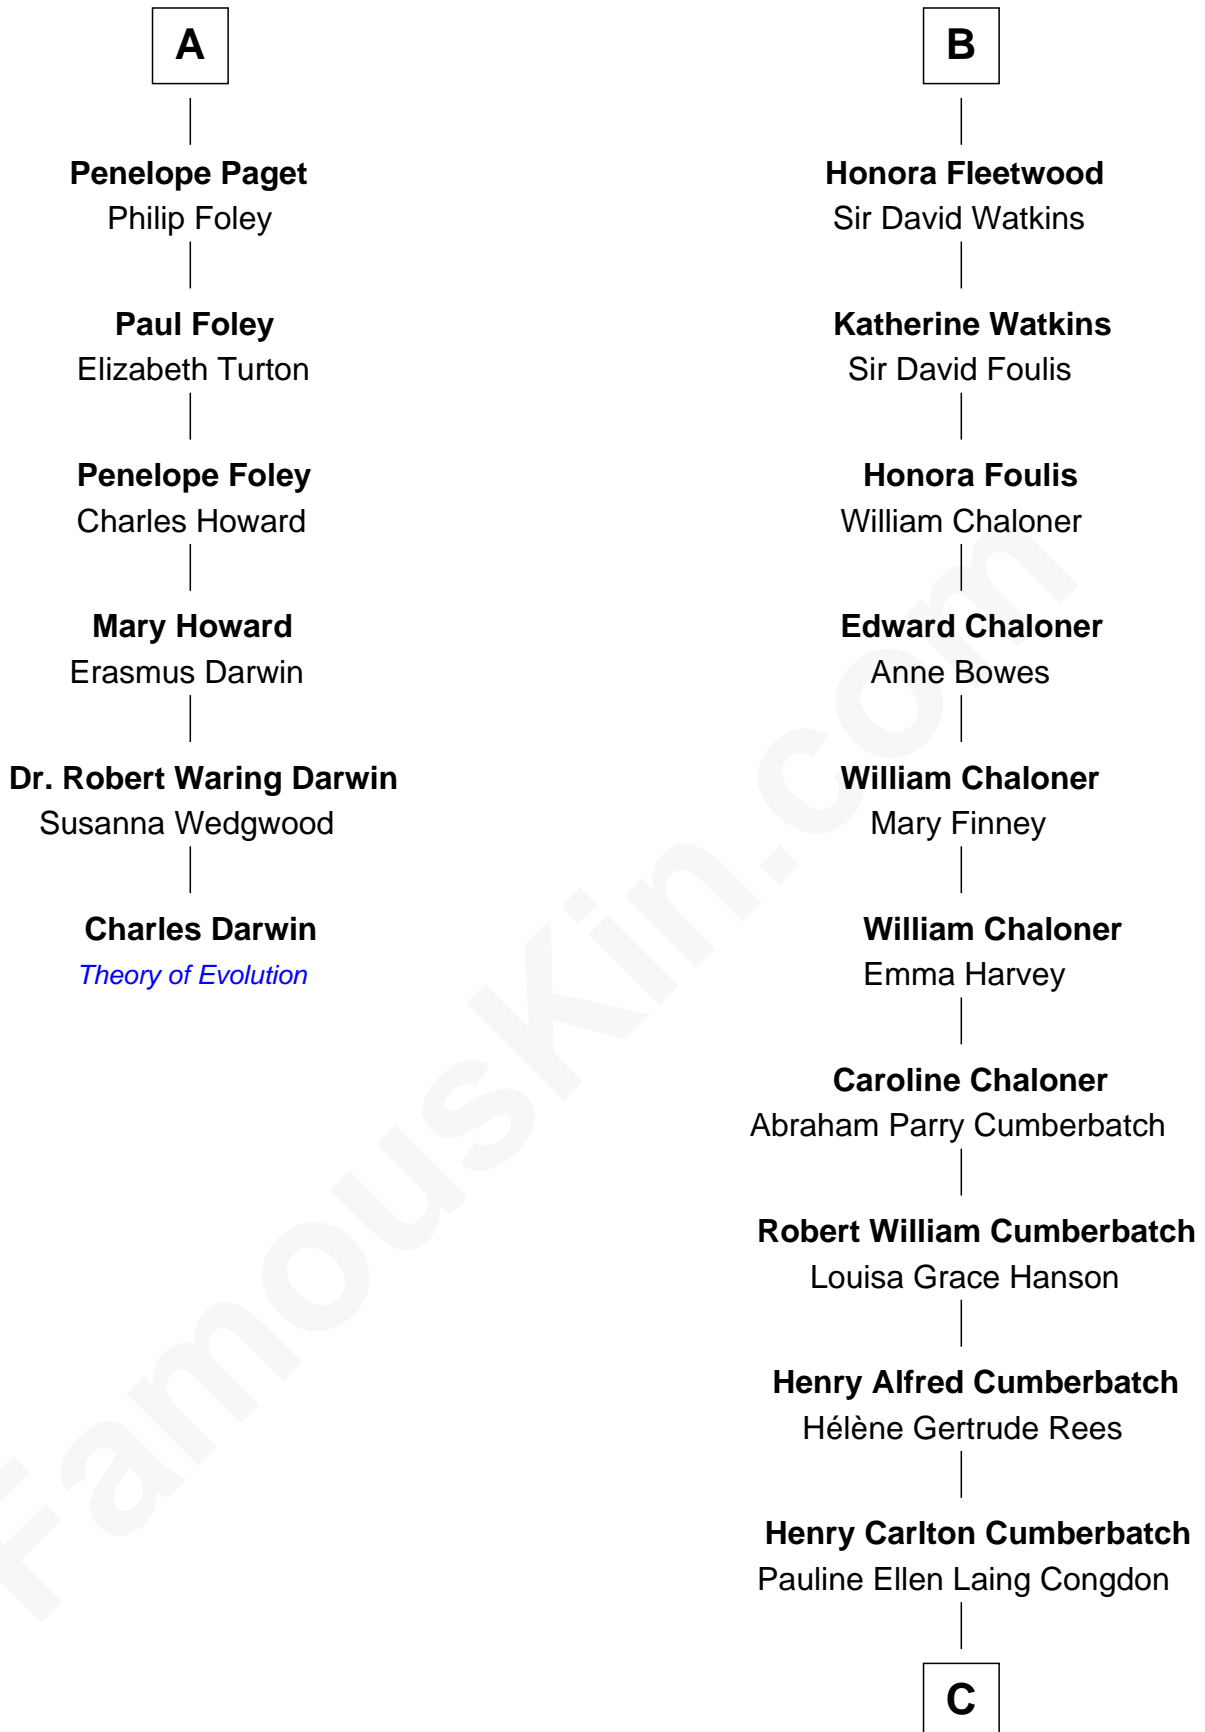 A
Penelope Paget
Philip Foley
Paul Foley
Elizabeth Turton
Penelope Foley
Charles Howard
Mary Howard
Erasmus Darwin
Dr. Robert Waring Darwin
Susanna Wedgwood
Charles Darwin
Theory of Evolution
B
Honora Fleetwood
Sir David Watkins
Katherine Watkins
Sir David Foulis
Honora Foulis
William Chaloner
Edward Chaloner
Anne Bowes
William Chaloner
Mary Finney
William Chaloner
Emma Harvey
Caroline Chaloner
Abraham Parry Cumberbatch
Robert William Cumberbatch
Louisa Grace Hanson
Henry Alfred Cumberbatch
Hélène Gertrude Rees
Henry Carlton Cumberbatch
Pauline Ellen Laing Congdon
C
FamousKin.com